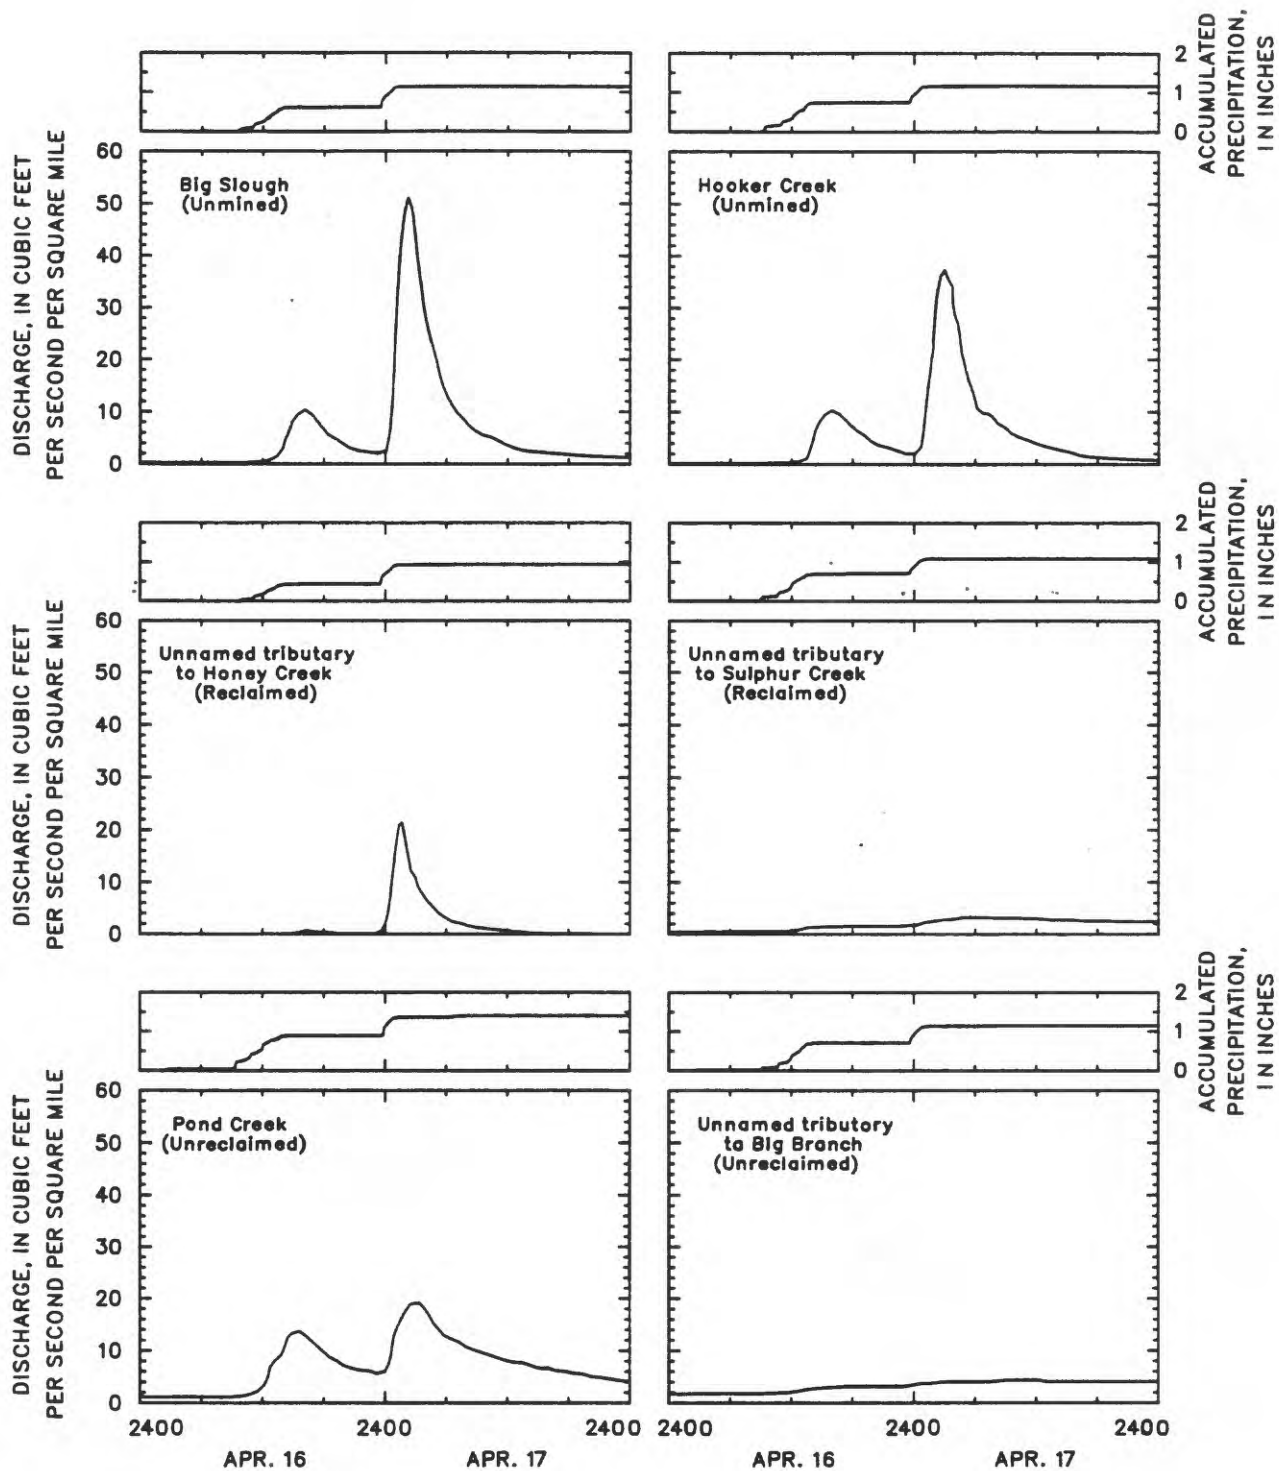 ACCUMULATED
PRECIPITATION,
IN INCHES
2
1
0
2
1
0
DISCHARGE, IN CUBIC FEET
PER SECOND PER SQUARE MILE
60
50
40
30
20
10
0
Big Slough
(Unmined)
Hooker Creek
(Unmined)
ACCUMULATED
PRECIPITATION,
IN INCHES
2
1
0
DISCHARGE, IN CUBIC FEET
PER SECOND PER SQUARE MILE
60
50
40
30
20
10
0
Unnamed tributary
to Honey Creek
(Reclaimed)
Unnamed tributary
to Sulphur Creek
(Reclaimed)
ACCUMULATED
PRECIPITATION,
IN INCHES
DISCHARGE, IN CUBIC FEET
PER SECOND PER SQUARE MILE
60
50
40
30
20
10
0
Pond Creek
(Unreclaimed)
Unnamed tributory
to Big Branch
(Unreclaimed)
2400 2400 2400 2400 2400 2400
APR. 16 APR. 17 APR. 16 APR. 17